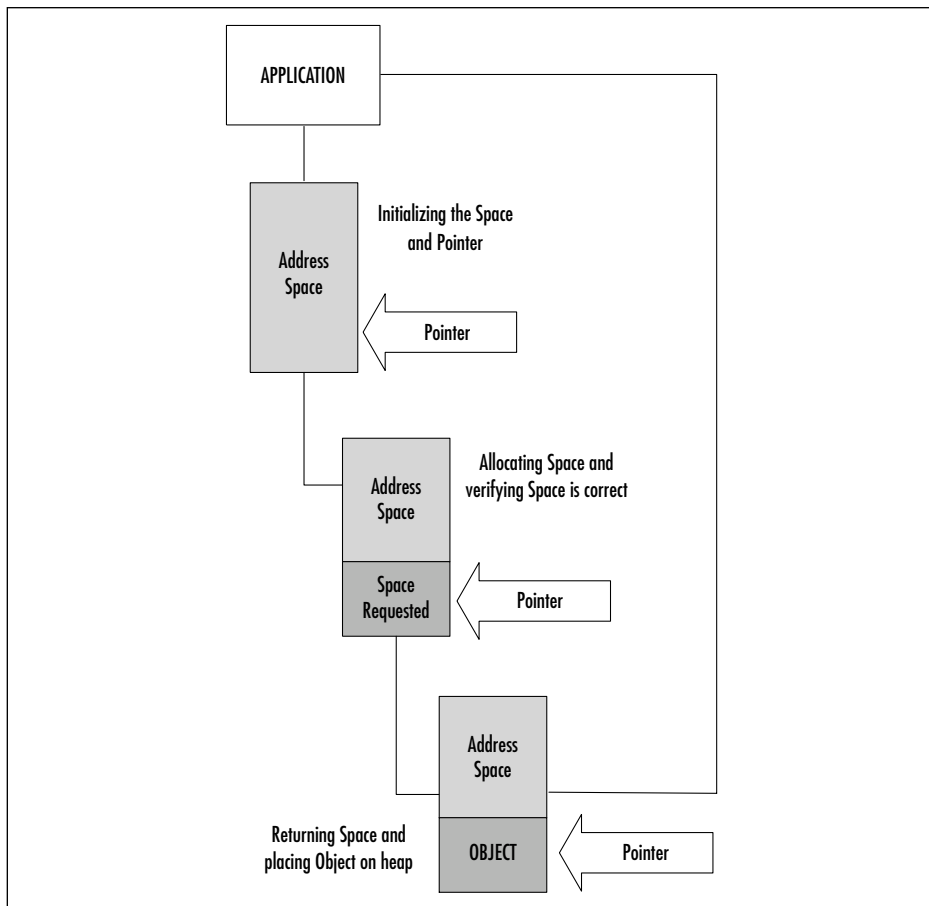 APPLICATION
Initializing the Space
and Pointer
Address
Space
Pointer
Allocating Space and
verifying Space is correct
Address
Space
Space
Requested
Pointer
Address
Space
Returning Space and
placing Object on heap
OBJECT
Pointer